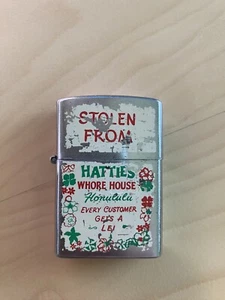 STOLEN
FROM
HATTIES
WHORE HOUSE
Honolulu
EVERY CUSTOMER
GETS A
LEI